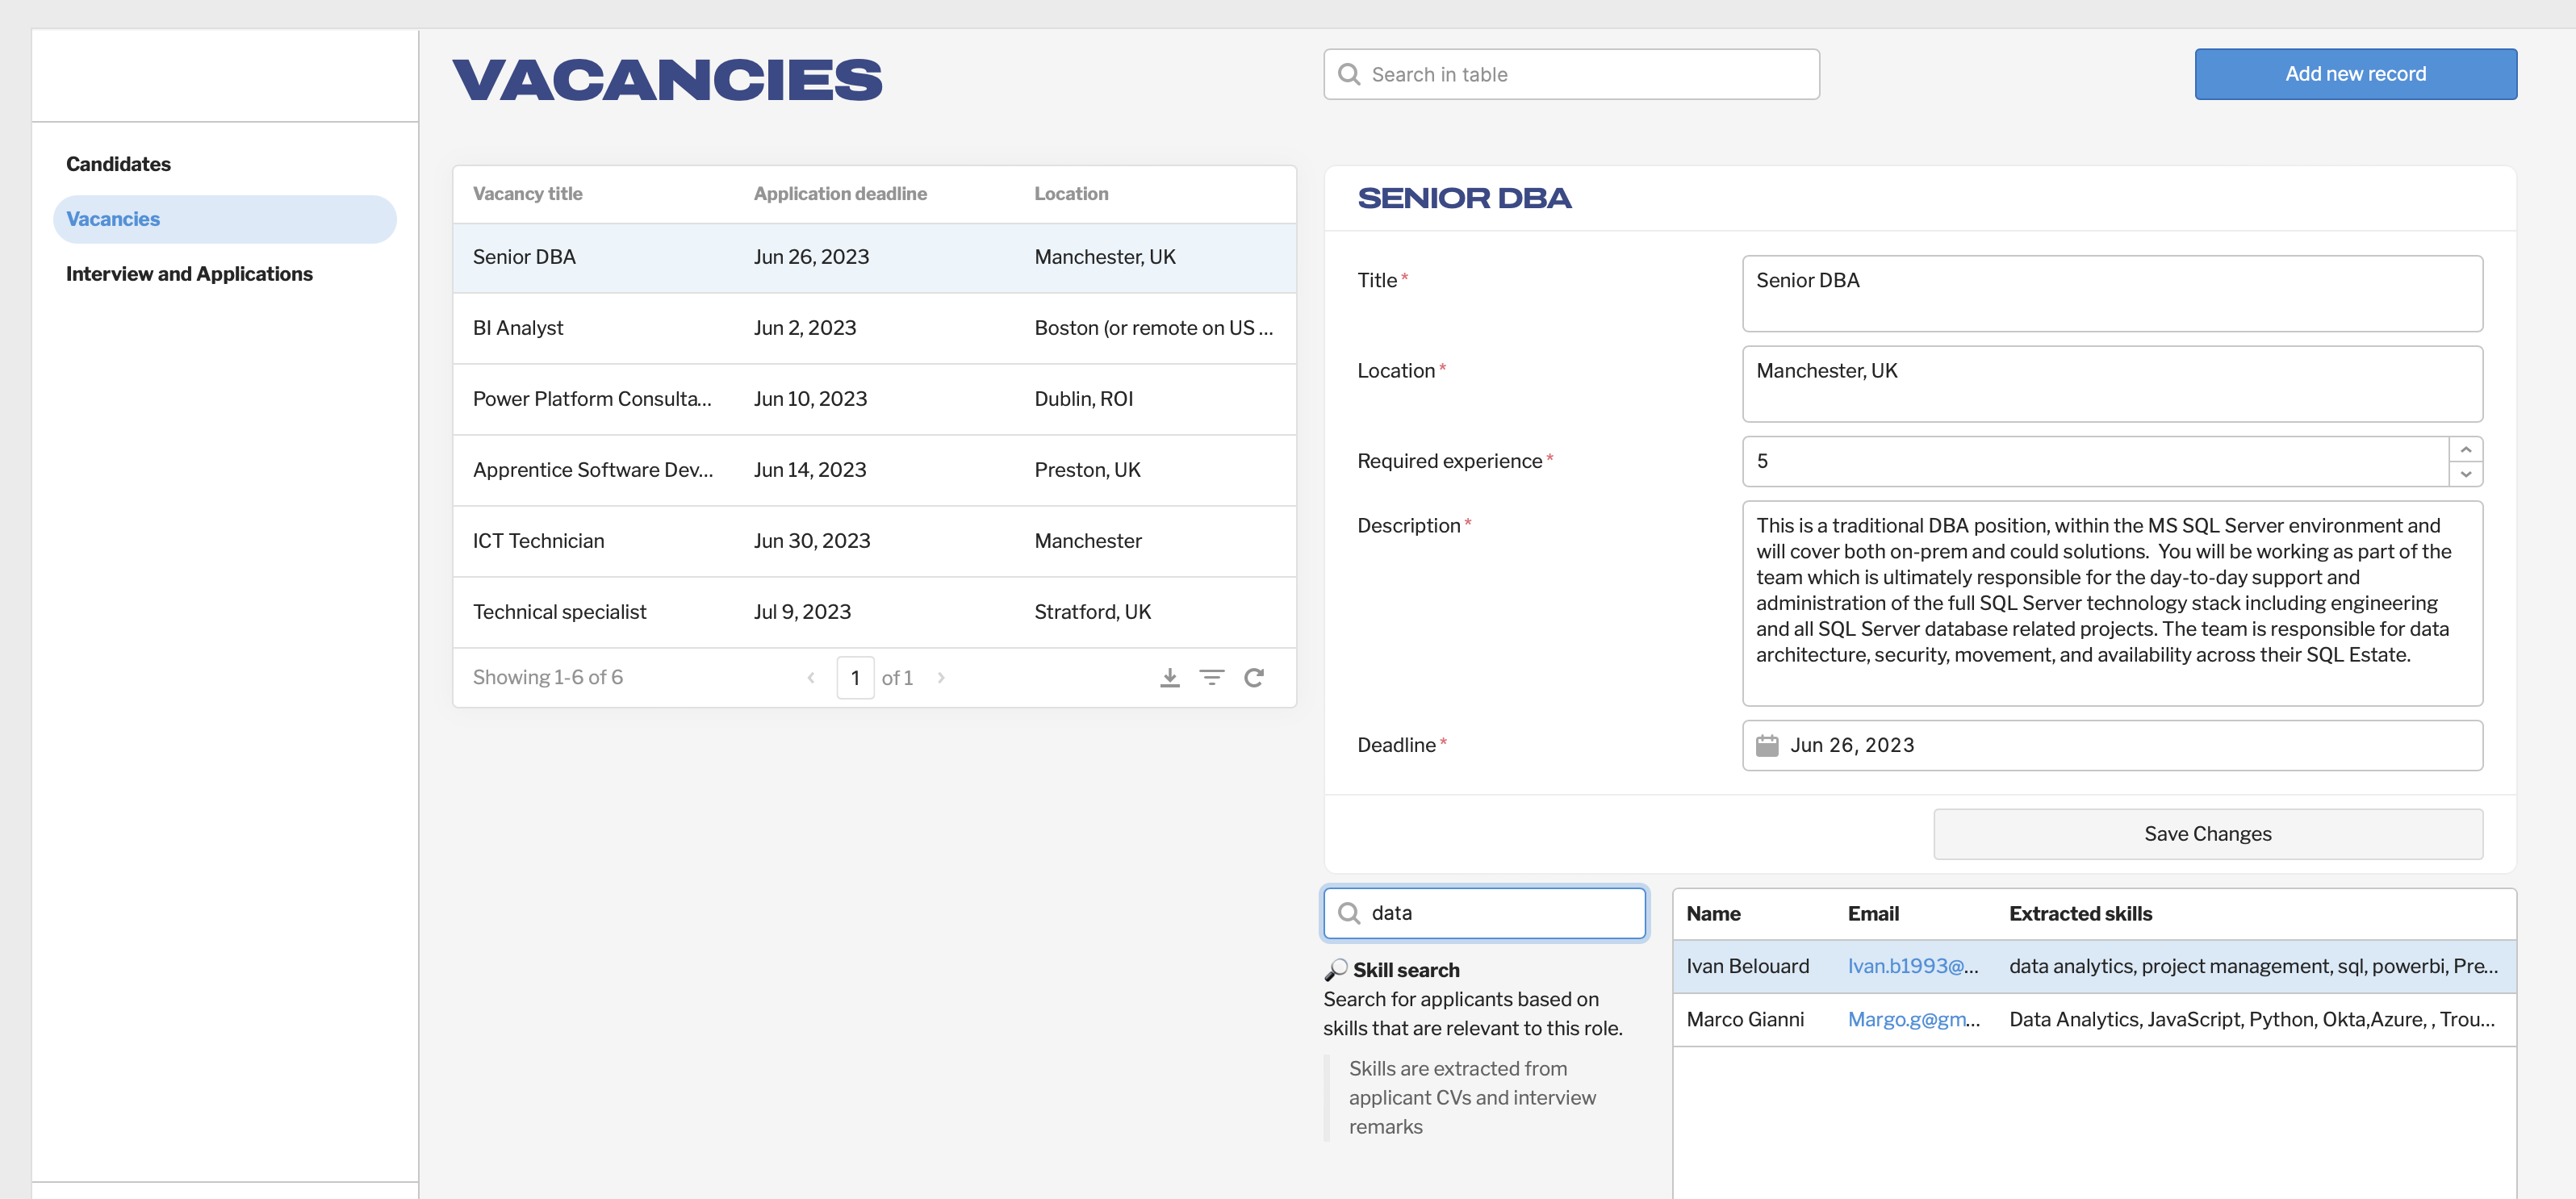 VACANCIES
Search in table
Add new record
Candidates
Vacancies
Interview and Applications
Vacancy title Application deadline Location
Senior DBA Jun 26, 2023 Manchester, UK
BI Analyst Jun 2, 2023 Boston (or remote on US ...
Power Platform Consulta... Jun 10, 2023 Dublin, ROI
Apprentice Software Dev... Jun 14, 2023 Preston, UK
ICT Technician Jun 30, 2023 Manchester
Technical specialist Jul 9, 2023 Stratford, UK
Showing 1-6 of 6 1 of 1
SENIOR DBA
Title * Senior DBA
Location * Manchester, UK
Required experience * 5
Description *
This is a traditional DBA position, within the MS SQL Server environment and
will cover both on-prem and could solutions.  You will be working as part of the
team which is ultimately responsible for the day-to-day support and
administration of the full SQL Server technology stack including engineering
and all SQL Server database related projects. The team is responsible for data
architecture, security, movement, and availability across their SQL Estate.
Deadline * Jun 26, 2023
Save Changes
data
🔎 Skill search
Search for applicants based on
skills that are relevant to this role.
Skills are extracted from
applicant CVs and interview
remarks
Name Email Extracted skills
Ivan Belouard Ivan.b1993@... data analytics, project management, sql, powerbi, Pre...
Marco Gianni Margo.g@gm... Data Analytics, JavaScript, Python, Okta,Azure, , Trou...